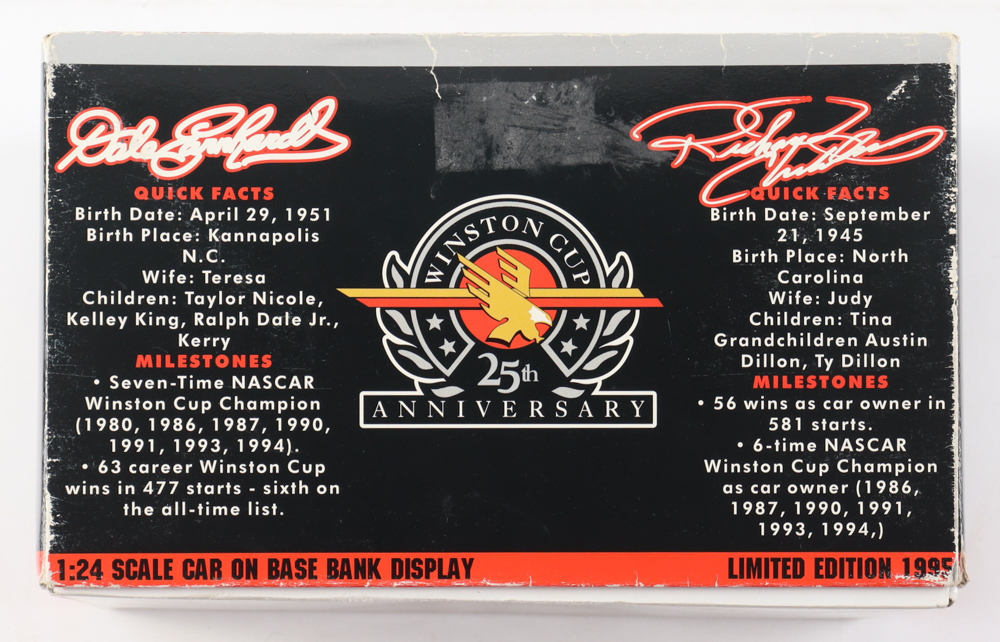 Dale Earnhardt
QUICK FACTS
Birth Date: April 29, 1951
Birth Place: Kannapolis
N.C.
Wife: Teresa
Children: Taylor Nicole,
Kelley King, Ralph Dale Jr.,
Kerry
MILESTONES
• Seven-Time NASCAR
Winston Cup Champion
(1980, 1986, 1987, 1990,
1991, 1993, 1994).
• 63 career Winston Cup
wins in 477 starts - sixth on
the all-time list.
WINSTON CUP
25th
ANNIVERSARY
Richard Childress
QUICK FACTS
Birth Date: September
21, 1945
Birth Place: North
Carolina
Wife: Judy
Children: Tina
Grandchildren Austin
Dillon, Ty Dillon
MILESTONES
• 56 wins as car owner in
581 starts.
• 6-time NASCAR
Winston Cup Champion
as car owner (1986,
1987, 1990, 1991,
1993, 1994,)
1:24 SCALE CAR ON BASE BANK DISPLAY
LIMITED EDITION 1995